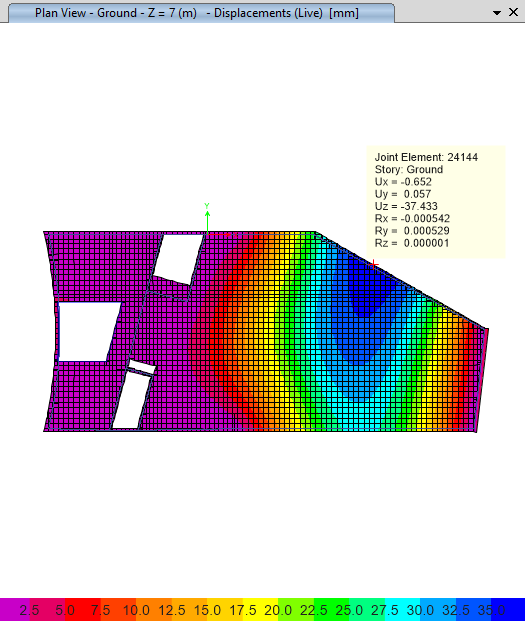 Plan View - Ground - Z = 7 (m)   - Displacements (Live)  [mm]
Joint Element: 24144
Story: Ground
Ux = -0.652
Uy =  0.057
Uz = -37.433
Rx = -0.000542
Ry =  0.000529
Rz =  0.000001
Y
2.5 5.0 7.5 10.0 12.5 15.0 17.5 20.0 22.5 25.0 27.5 30.0 32.5 35.0